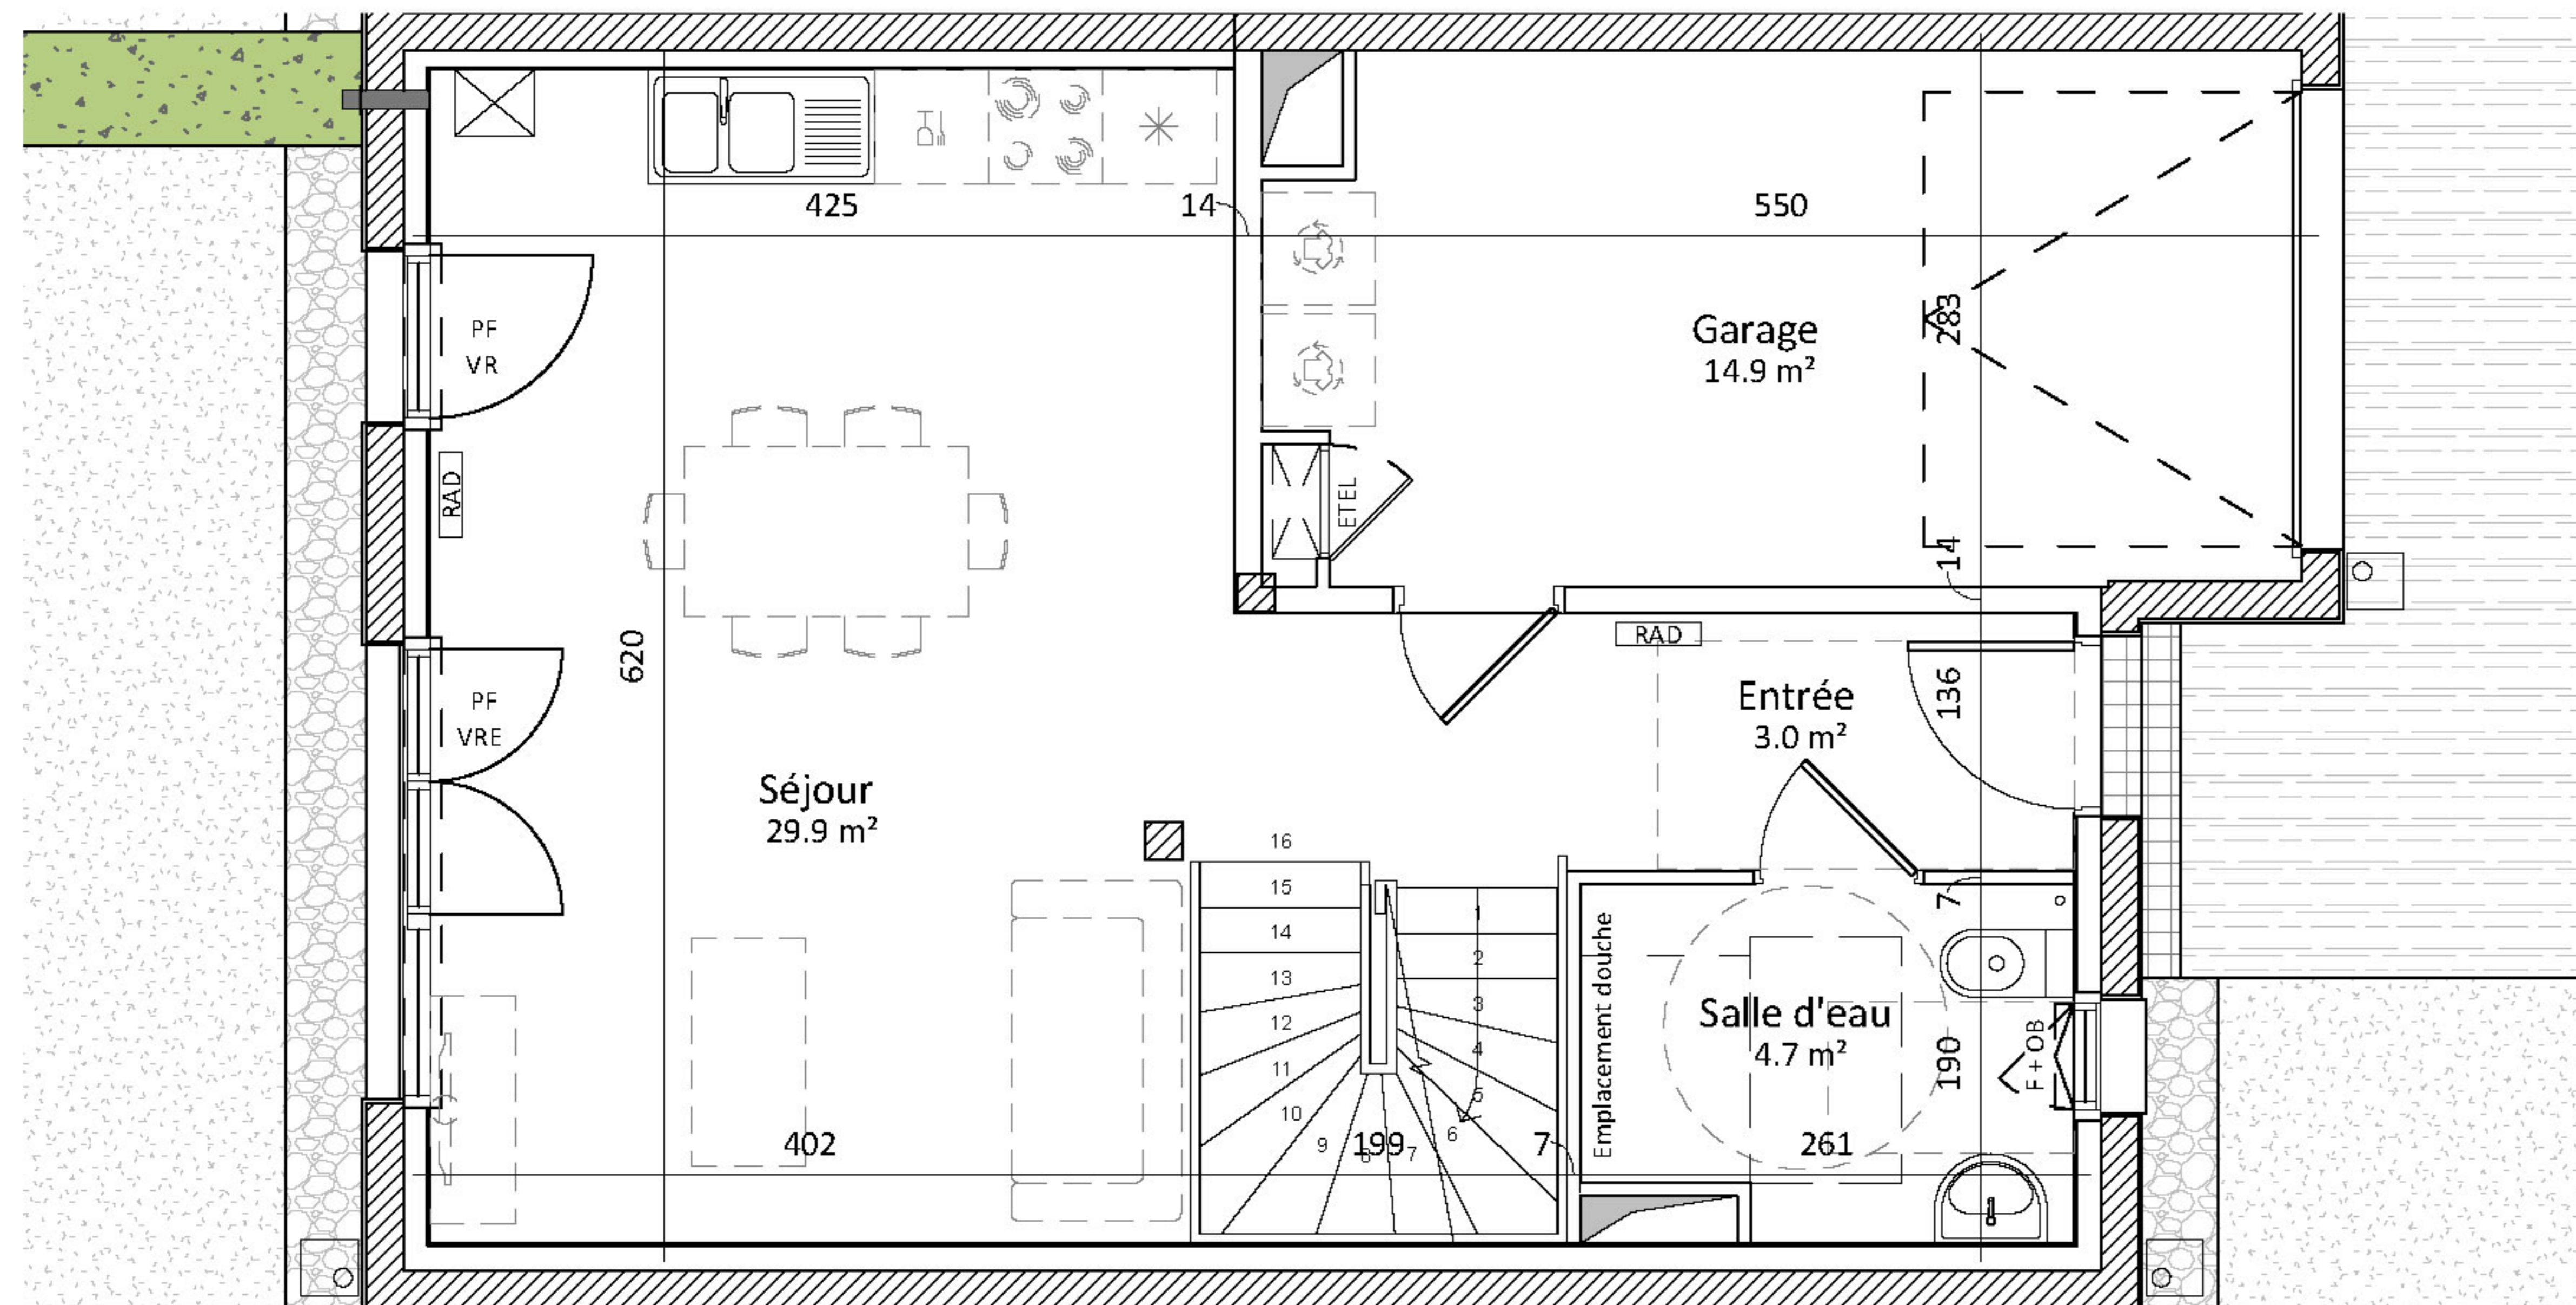 425
14
550
PF
VR
Garage
14.9 m²
283
RAD
ETEL
14
620
RAD
PF
VRE
Entrée
3.0 m²
136
Séjour
29.9 m²
16
15
14
13
12
11
10
9
8
7
6
5
4
3
2
1
7
Emplacement douche
Salle d'eau
4.7 m²
190
F+OB
402
199
7
261